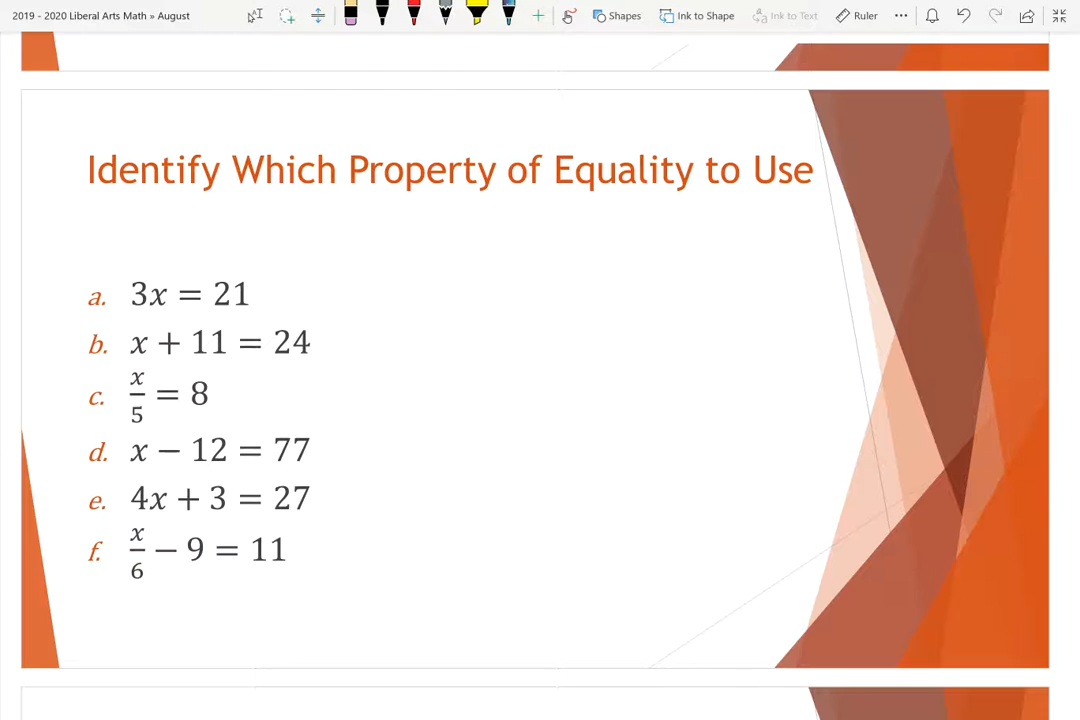 2019 - 2020 Liberal Arts Math » August
Shapes Ink to Shape Ink to Text Ruler
Identify Which Property of Equality to Use
a. 3x = 21
b. x + 11 = 24
c. x/5 = 8
d. x − 12 = 77
e. 4x + 3 = 27
f. x/6 − 9 = 11